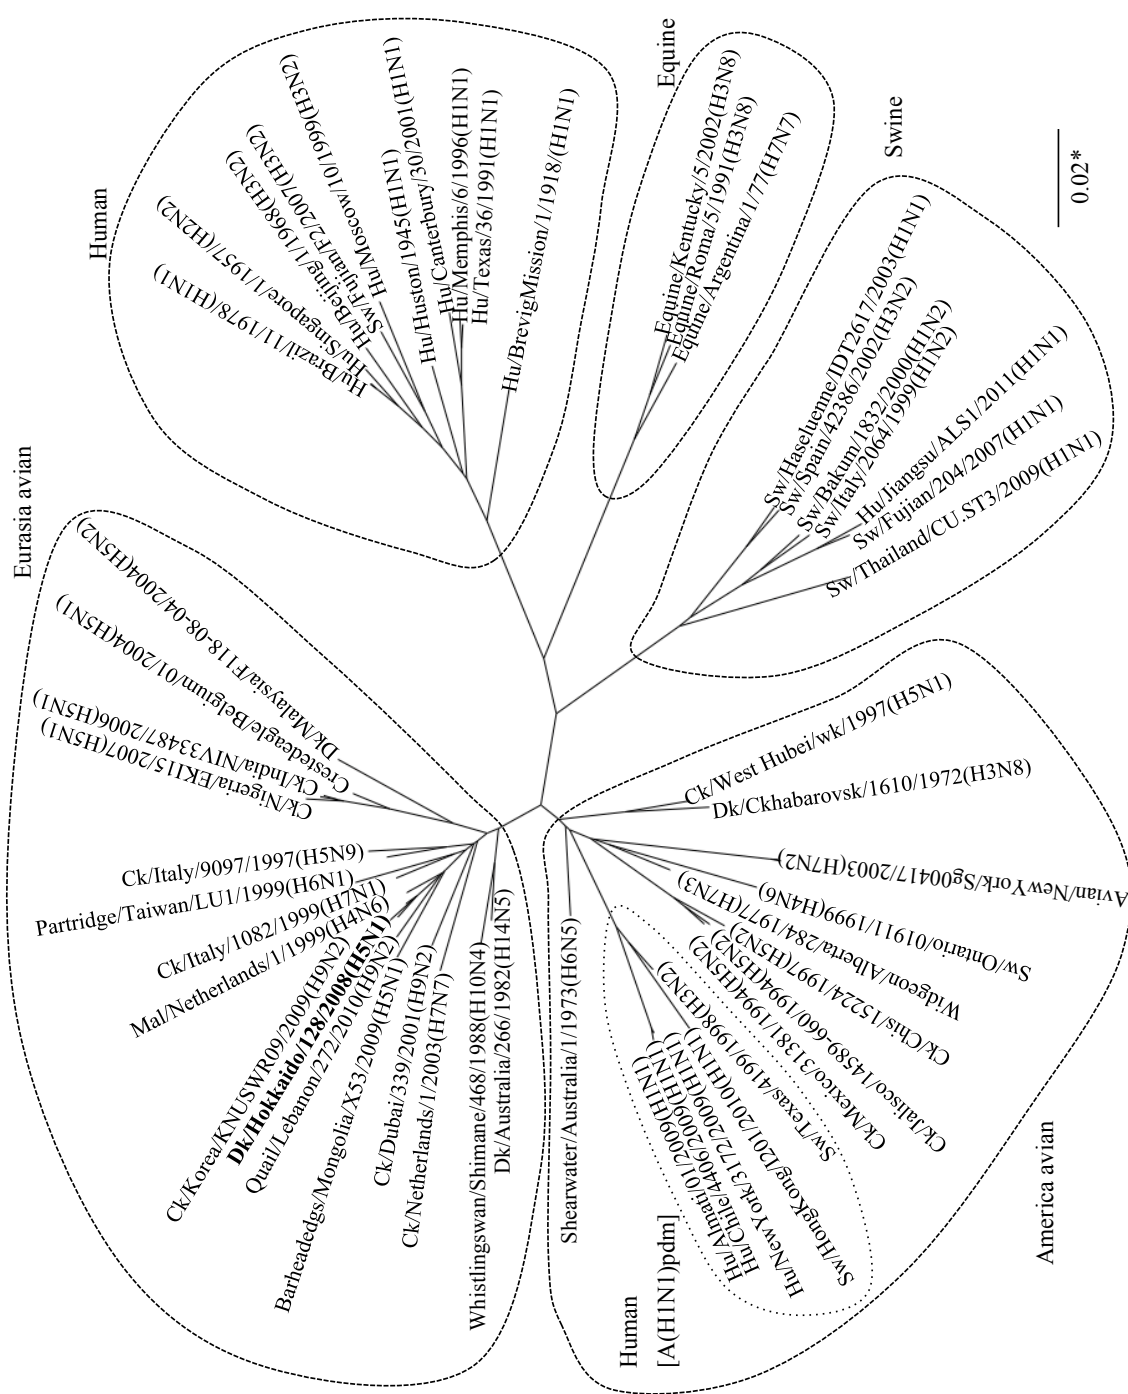 Human
Hu/Brazil/11/1978/(H1N1)
Hu/Singapore/1/1957/(H2N2)
Hu/Beijing/1/1968(H3N2)
Sw/Fujian/F2/2007(H3N2)
Hu/Moscow/10/1999(H3N2)
Hu/Huston/1945(H1N1)
Hu/Canterbury/30/2001(H1N1)
Hu/Memphis/6/1996(H1N1)
Hu/Texas/36/1991(H1N1)
Hu/BrevigMission/1/1918/(H1N1)
Equine
Equine/Kentucky/5/2002(H3N8)
Equine/Roma/5/1991(H3N8)
Equine/Argentina/1/77(H7N7)
Swine
Sw/Haseluenne/IDT2617/2003(H1N1)
Sw/Spain/42386/2002(H3N2)
Sw/Bakum/1832/2000(H1N2)
Sw/Italy/2064/1999(H1N2)
Hu/Jiangsu/ALS1/2011(H1N1)
Sw/Fujian/204/2007(H1N1)
Sw/Thailand/CU.ST3/2009(H1N1)
0.02*
Eurasia avian
Dk/Malaysia/F118-08-04/2004(H5N2)
Crestedeagle/Belgium/01/2004(H5N1)
Ck/India/NIV33487/2006(H5N1)
Ck/Nigeria/EKI15/2007(H5N1)
Ck/Italy/9097/1997(H5N9)
Partridge/Taiwan/LU1/1999(H6N1)
Ck/Italy/1082/1999(H7N1)
Mal/Netherlands/1/1999(H4N6)
Ck/Korea/KNUSWR09/2009(H9N2)
Dk/Hokkaido/128/2008(H5N1)
Quail/Lebanon/272/2010(H9N2)
Barheadedgs/Mongolia/X53/2009(H5N1)
Ck/Dubai/339/2001(H9N2)
Ck/Netherlands/1/2003(H7N7)
Whistlingswan/Shimane/468/1988(H10N4)
Dk/Australia/266/1982(H14N5)
Shearwater/Australia/1/1973(H6N5)
Ck/West Hubei/wk/1997(H5N1)
Dk/Ckhabarovsk/1610/1972(H3N8)
Avian/NewYork/Sg00417/2003(H7N2)
Sw/Ontario/01911/1999(H4N6)
Widgeon/Alberta/284/1977(H7N3)
Ck/Chis/15224/1997(H5N2)
Ck/Jalisco/14589-660/1994(H5N2)
Ck/Mexico/31381/1994(H5N2)
Sw/Texas/4199/1998(H3N2)
Sw/HongKong/1201/2010(H1N1)
Hu/NewYork/3172/2009(H1N1)
Hu/Chile/4406/2009(H1N1)
Hu/Almati/01/2009(H1N1)
America avian
Human
[A(H1N1)pdm]